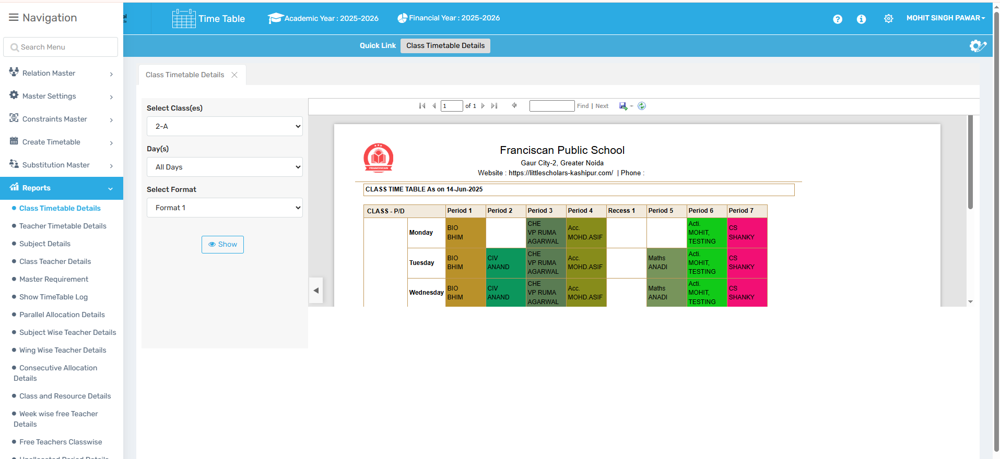 Navigation
Time Table
Academic Year : 2025-2026
Financial Year : 2025-2026
MOHIT SINGH PAWAR
Search Menu
Quick Link
Class Timetable Details
Relation Master
Master Settings
Constraints Master
Create Timetable
Substitution Master
Reports
Class Timetable Details
Teacher Timetable Details
Subject Details
Class Teacher Details
Master Requirement
Show TimeTable Log
Parallel Allocation Details
Subject Wise Teacher Details
Wing Wise Teacher Details
Consecutive Allocation
Details
Class and Resource Details
Week wise free Teacher
Details
Free Teachers Classwise
Unallocated Period Details
Class Timetable Details
Select Class(es)
2-A
Day(s)
All Days
Select Format
Format 1
Show
1 of 1
Find | Next
FRANCISCAN
Franciscan Public School
Gaur City-2, Greater Noida
Website : https://littlescholars-kashipur.com/ | Phone :
CLASS TIME TABLE As on 14-Jun-2025
CLASS - P/D Period 1 Period 2 Period 3 Period 4 Recess 1 Period 5 Period 6 Period 7
Monday
BIO
BHIM
CHE
VP RUMA
AGARWAL
Acc.
MOHD.ASIF
Acti.
MOHIT,
TESTING
CS
SHANKY
Tuesday
BIO
BHIM
CIV
ANAND
CHE
VP RUMA
AGARWAL
Acc.
MOHD.ASIF
Maths
ANADI
Acti.
MOHIT,
TESTING
CS
SHANKY
Wednesday
BIO
BHIM
CIV
ANAND
CHE
VP RUMA
AGARWAL
Acc.
MOHD.ASIF
Maths
ANADI
Acti.
MOHIT,
TESTING
CS
SHANKY